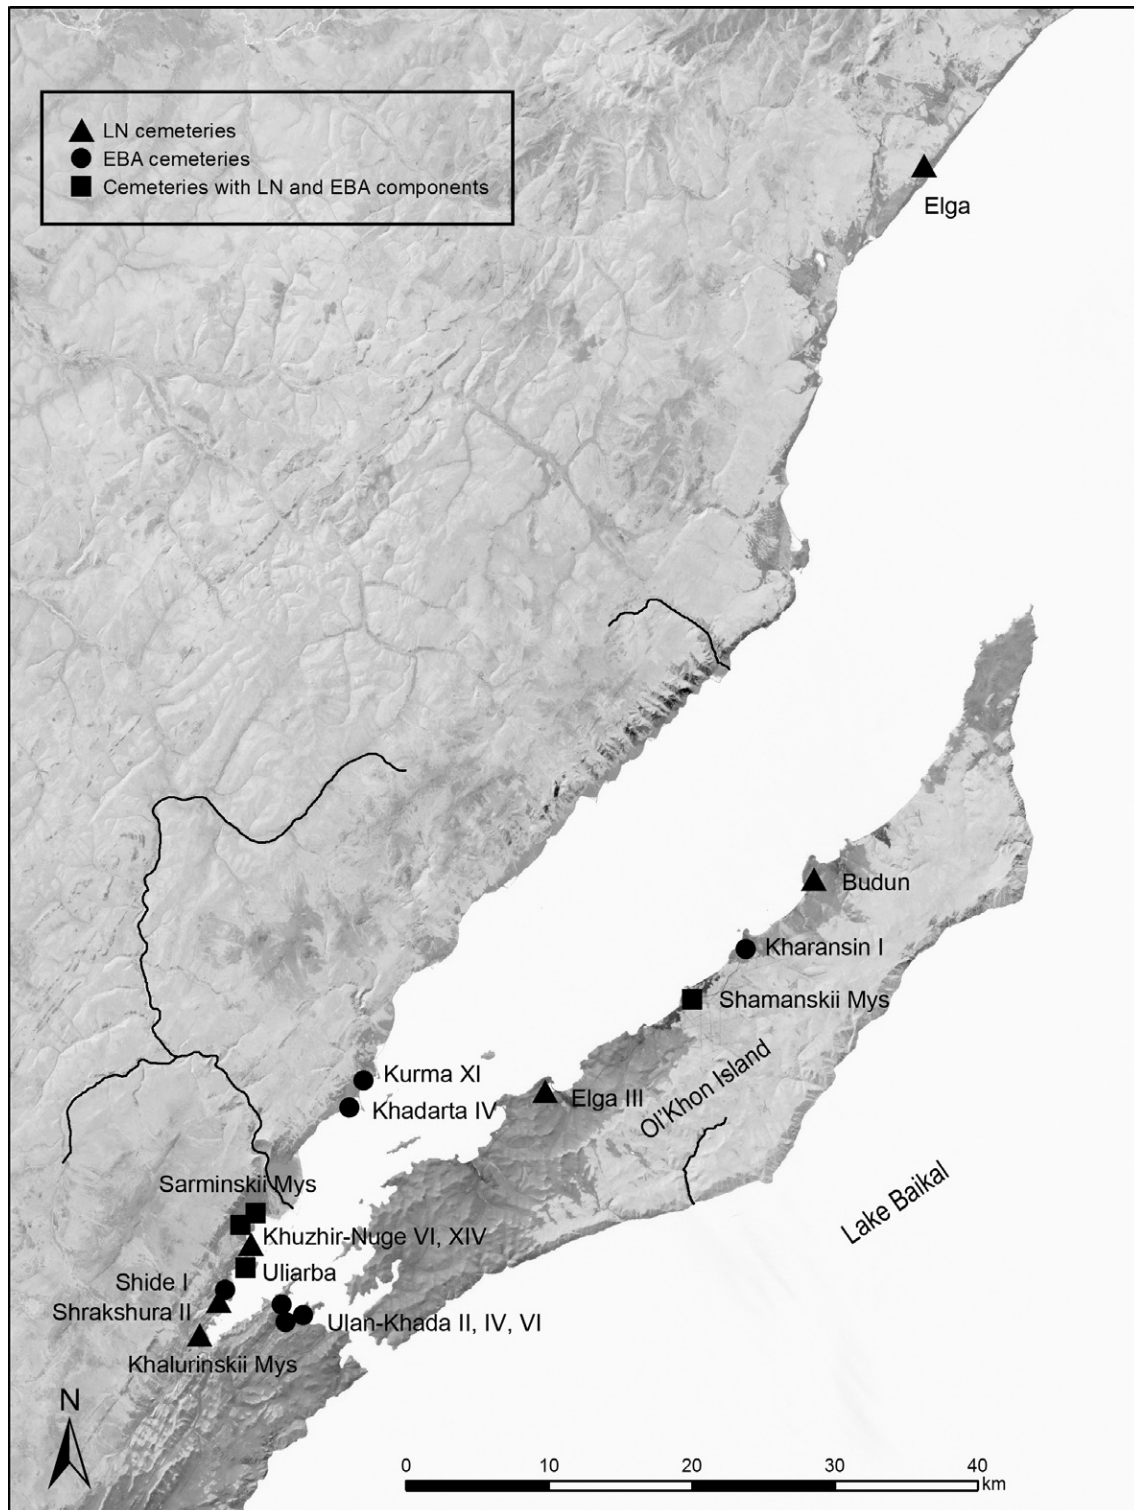 LN cemeteries
EBA cemeteries
Cemeteries with LN and EBA components
Elga
Budun
Kharansin I
Shamanskii Mys
Ol'Khon Island
Elga III
Kurma XI
Khadarta IV
Lake Baikal
Sarminskii Mys
Khuzhir-Nuge VI, XIV
Uliarba
Shide I
Shrakshura II
Ulan-Khada II, IV, VI
Khalurinskii Mys
N
0 10 20 30 40
km